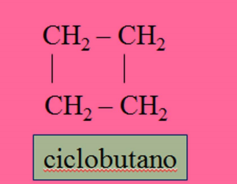 CH₂ – CH₂
| |
CH₂ – CH₂
ciclobutano